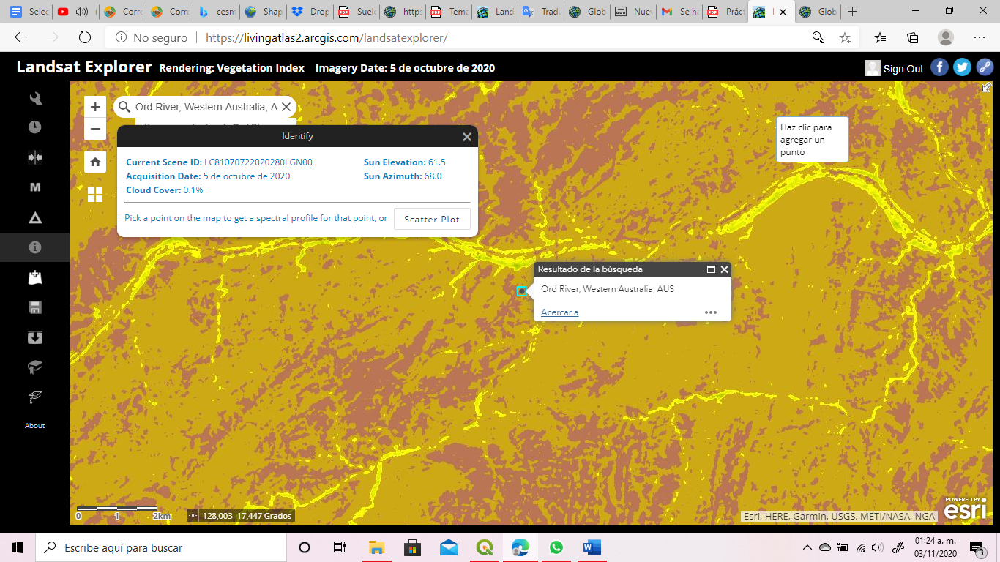 Selec
(
Corre
Corre
cesm
Shap
Drop
Suelo
https
Tema
Land
Tradu
Glob
Nuev
Se ha
Práct
Glob
No seguro
https://livingatlas2.arcgis.com/landsatexplorer/
Landsat Explorer Rendering: Vegetation Index Imagery Date: 5 de octubre de 2020
Sign Out
+
−
Ord River, Western Australia, A
Identify
Current Scene ID: LC81070722020280LGN00
Sun Elevation: 61.5
Acquisition Date: 5 de octubre de 2020
Sun Azimuth: 68.0
Cloud Cover: 0.1%
Pick a point on the map to get a spectral profile for that point, or
Scatter Plot
Haz clic para
agregar un
punto
M
About
Resultado de la búsqueda
Ord River, Western Australia, AUS
Acercar a
0 1 2km
128,003 -17,447 Grados
POWERED BY
esri
Esri, HERE, Garmin, USGS, METI/NASA, NGA
Escribe aquí para buscar
01:24 a. m.
03/11/2020
3